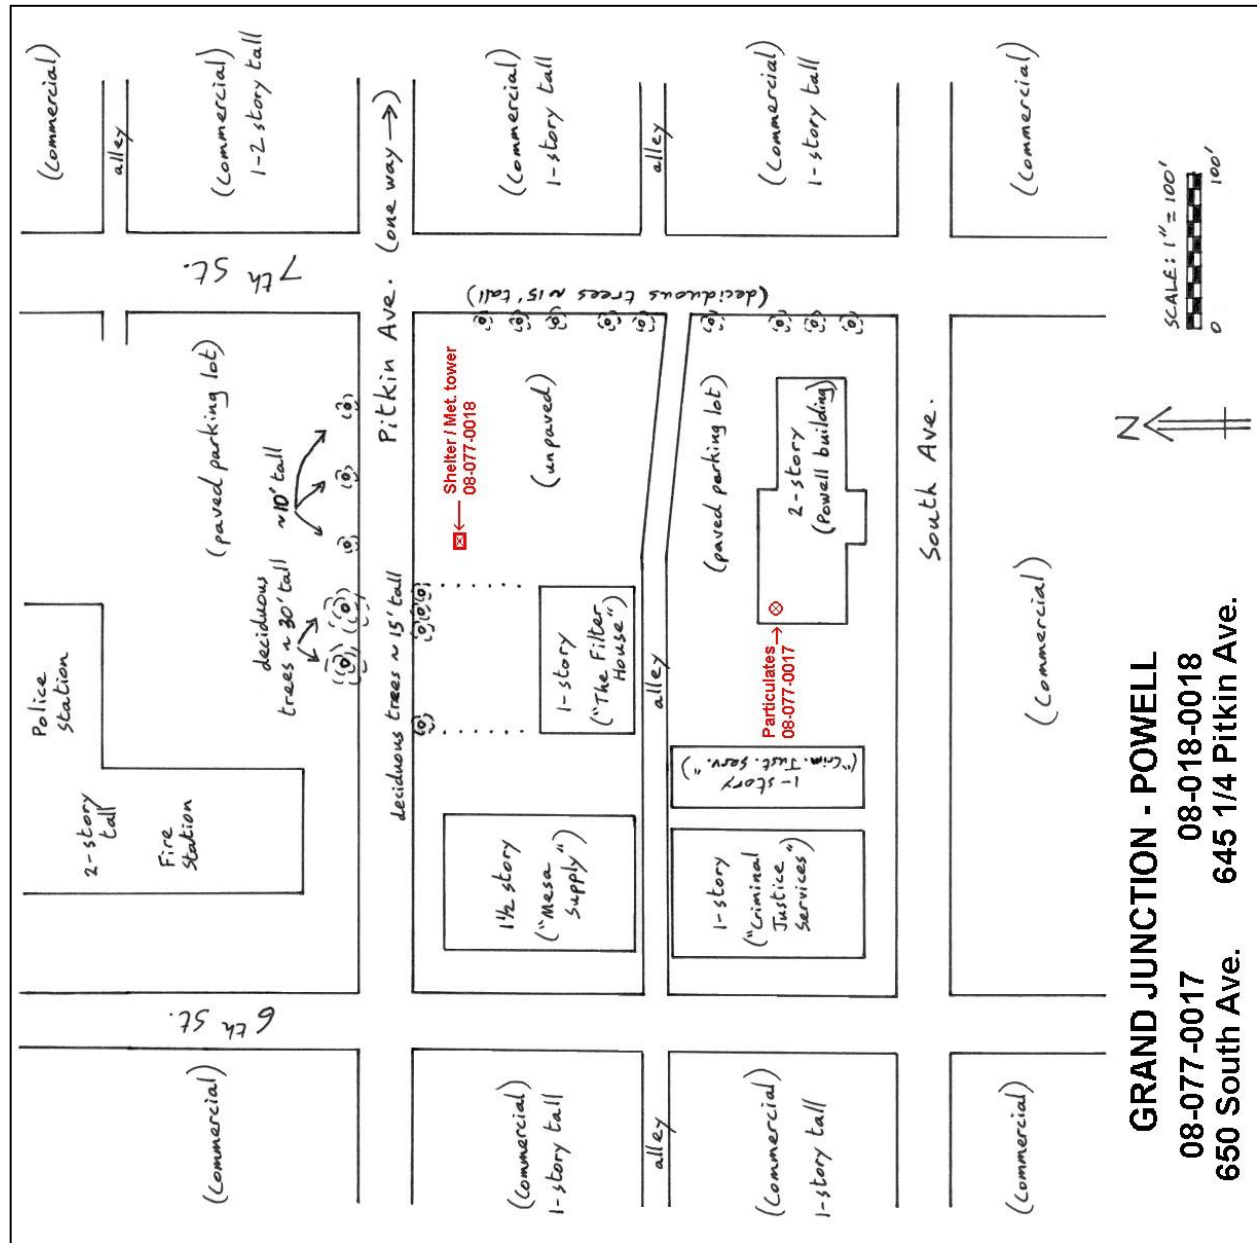 (commercial)
alley
(commercial)
1-2 story tall
Pitkin Ave. (one way →)
(commercial)
1-story tall
alley
(commercial)
1-story tall
(commercial)
7th St.
(paved parking lot)
~10' tall
deciduous
trees ~ 30' tall
(deciduous trees ~ 15' tall)
Shelter / Met. tower
08-077-0018
(unpaved)
(paved parking lot)
2-story
(Powell building)
South Ave.
SCALE: 1" = 100'
0
100'
N
Police
Station
2-story
tall
Fire
Station
deciduous trees ~ 15' tall
1-story
("The Filter
House")
alley
Particulates
08-077-0017
1-story
("Crim. Just. Serv.")
1½ story
("Mesa
Supply")
1-story
("Criminal
Justice
Services")
(commercial)
6th St.
(commercial)
(commercial)
1-story tall
alley
(commercial)
1-story tall
(commercial)
GRAND JUNCTION - POWELL
08-077-0017 08-018-0018
650 South Ave. 645 1/4 Pitkin Ave.